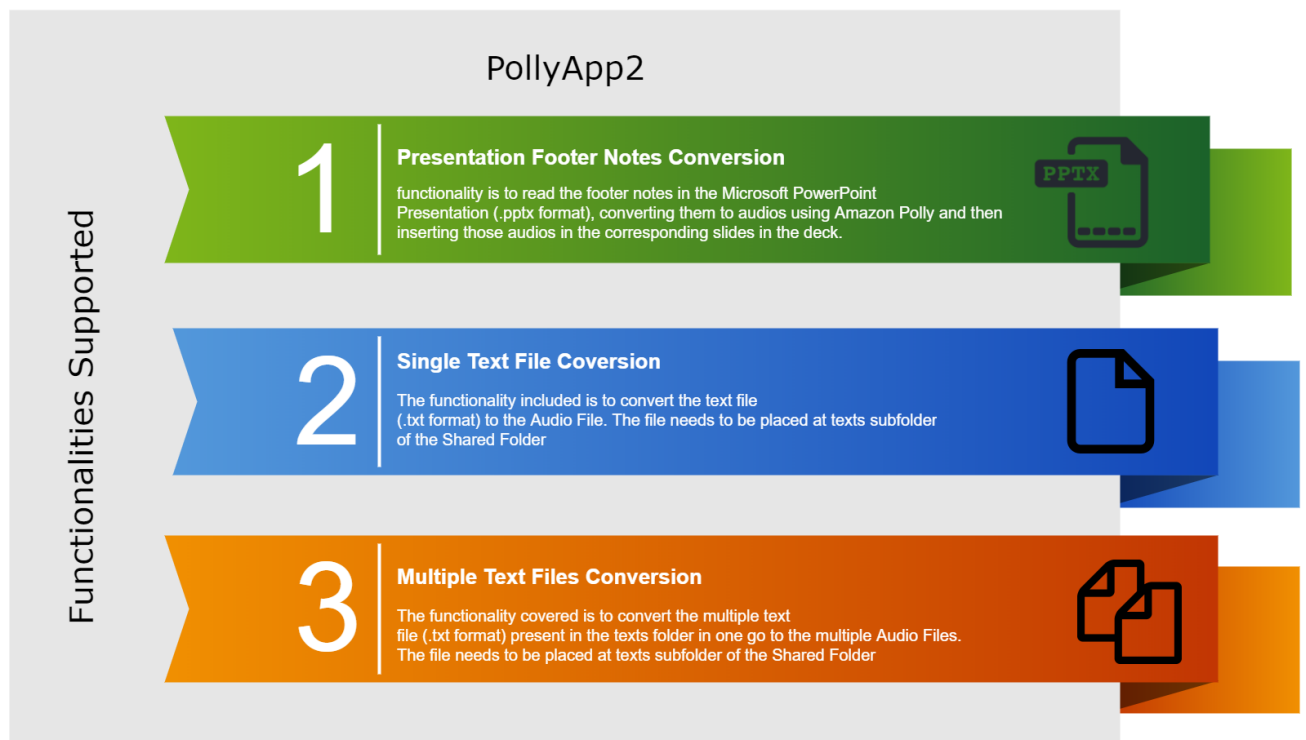 PollyApp2
Functionalities Supported
1
Presentation Footer Notes Conversion
functionality is to read the footer notes in the Microsoft PowerPoint
Presentation (.pptx format), converting them to audios using Amazon Polly and then
inserting those audios in the corresponding slides in the deck.
PPTX
2
Single Text File Coversion
The functionality included is to convert the text file
(.txt format) to the Audio File. The file needs to be placed at texts subfolder
of the Shared Folder
3
Multiple Text Files Conversion
The functionality covered is to convert the multiple text
file (.txt format) present in the texts folder in one go to the multiple Audio Files.
The file needs to be placed at texts subfolder of the Shared Folder